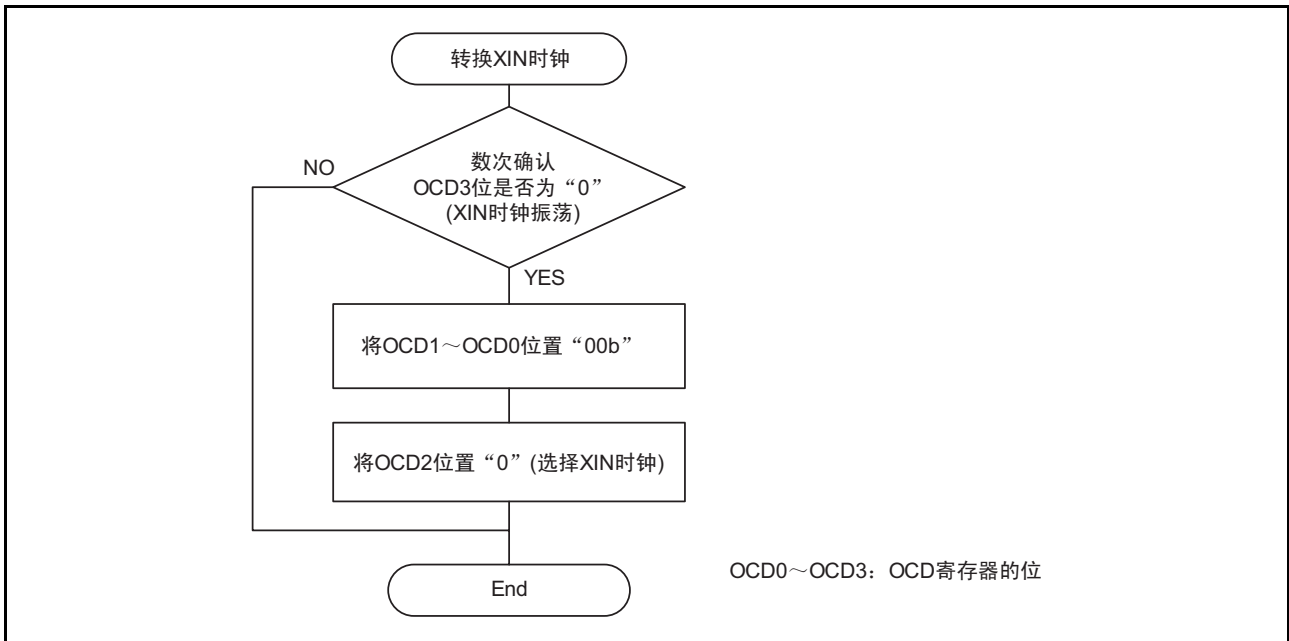 转换XIN时钟
数次确认
OCD3位是否为“0”
(XIN时钟振荡)
NO
YES
将OCD1～OCD0位置“00b”
将OCD2位置“0”(选择XIN时钟)
End
OCD0～OCD3：OCD寄存器的位